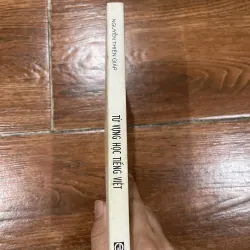 NGUYỄN THIỆN GIÁP
TỪ VỰNG HỌC TIẾNG VIỆT